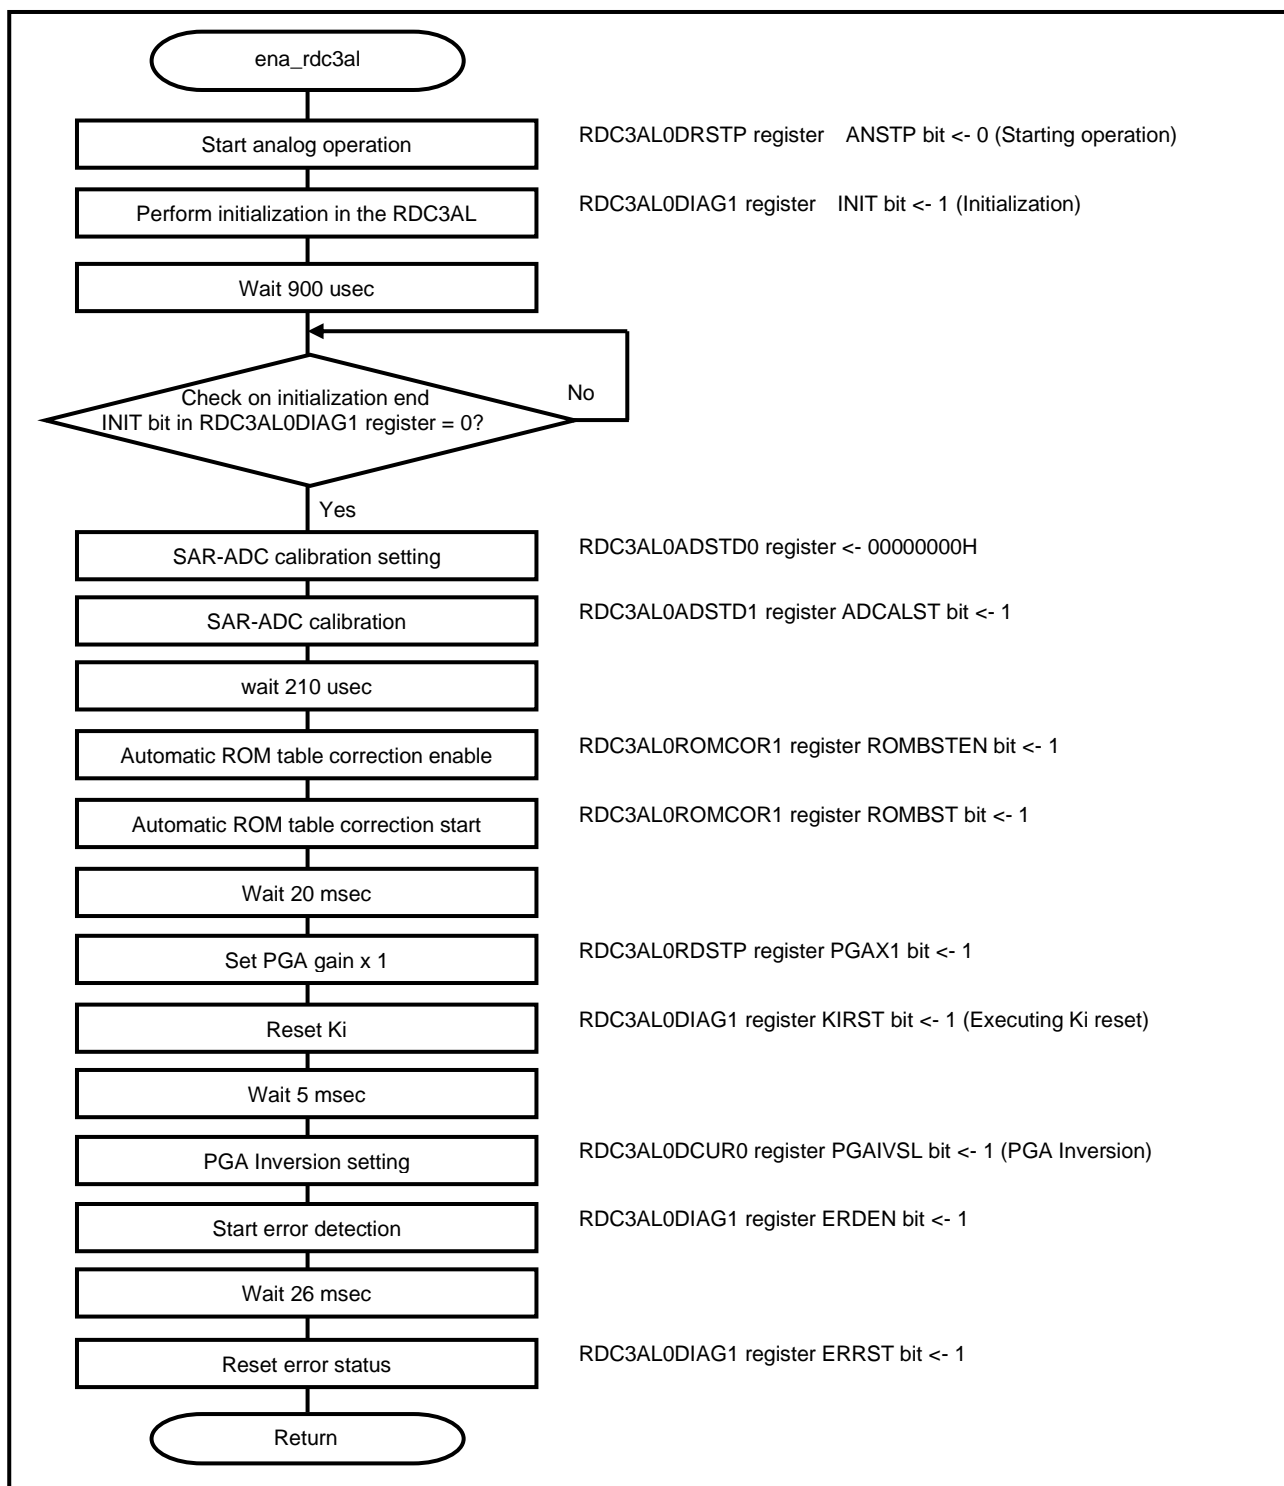 ena_rdc3al
Start analog operation
RDC3AL0DRSTP register    ANSTP bit <- 0 (Starting operation)
Perform initialization in the RDC3AL
RDC3AL0DIAG1 register    INIT bit <- 1 (Initialization)
Wait 900 usec
Check on initialization end
INIT bit in RDC3AL0DIAG1 register = 0?
No
Yes
SAR-ADC calibration setting
RDC3AL0ADSTD0 register <- 00000000H
SAR-ADC calibration
RDC3AL0ADSTD1 register ADCALST bit <- 1
wait 210 usec
Automatic ROM table correction enable
RDC3AL0ROMCOR1 register ROMBSTEN bit <- 1
Automatic ROM table correction start
RDC3AL0ROMCOR1 register ROMBST bit <- 1
Wait 20 msec
Set PGA gain x 1
RDC3AL0RDSTP register PGAX1 bit <- 1
Reset Ki
RDC3AL0DIAG1 register KIRST bit <- 1 (Executing Ki reset)
Wait 5 msec
PGA Inversion setting
RDC3AL0DCUR0 register PGAIVSL bit <- 1 (PGA Inversion)
Start error detection
RDC3AL0DIAG1 register ERDEN bit <- 1
Wait 26 msec
Reset error status
RDC3AL0DIAG1 register ERRST bit <- 1
Return